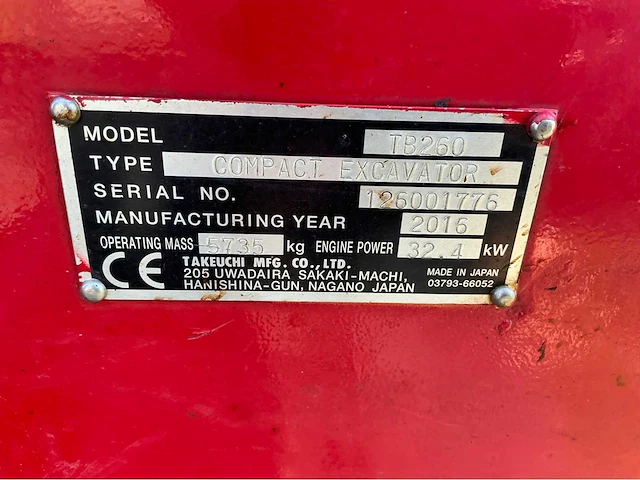 MODEL TB260
TYPE COMPACT EXCAVATOR
SERIAL NO. 126001776
MANUFACTURING YEAR 2016
OPERATING MASS 5735 kg ENGINE POWER 32.4 kW
CE TAKEUCHI MFG. CO., LTD.
205 UWADAIRA SAKAKI-MACHI, MADE IN JAPAN
HANISHINA-GUN, NAGANO JAPAN 03793-66052